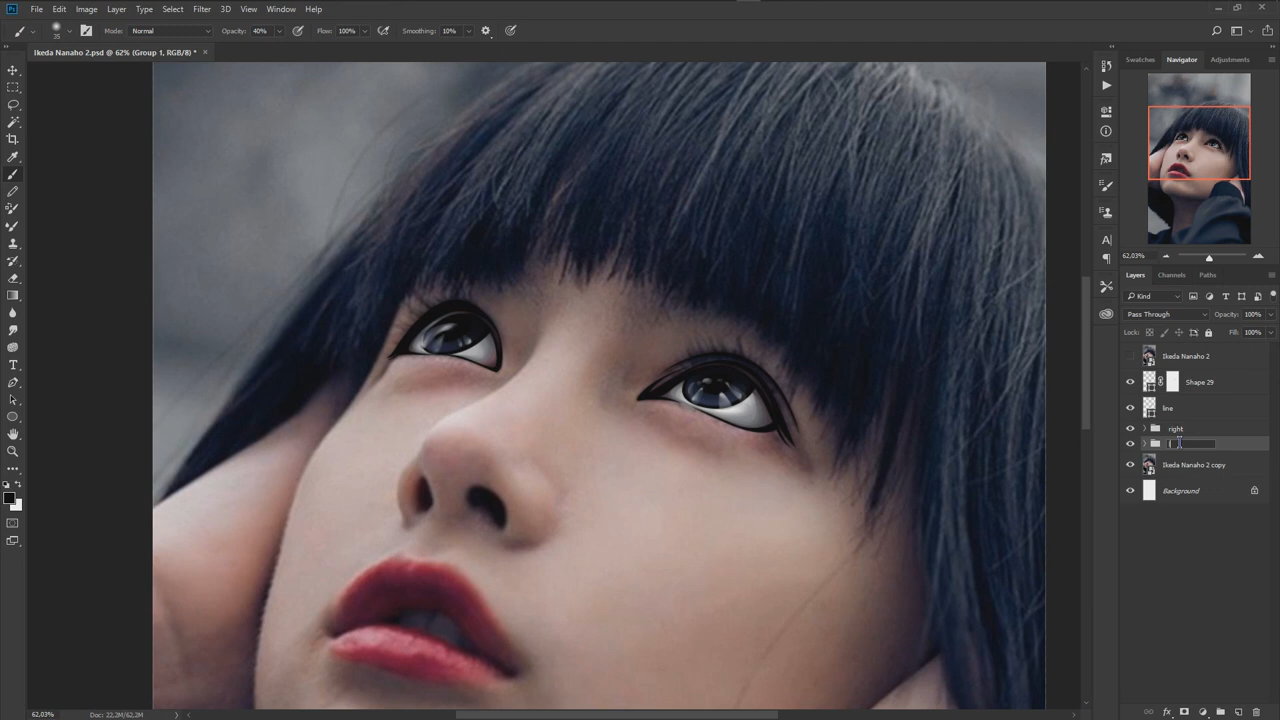 Ps File Edit Image Layer Type Select Filter 3D View Window Help
35 Mode: Normal Opacity: 40% Flow: 100% Smoothing: 10%
Ikeda Nanaho 2.psd @ 62% (Group 1, RGB/8) * ×
Swatches Navigator Adjustments
62,03%
Layers Channels Paths
Kind
Pass Through Opacity: 100%
Lock: Fill: 100%
Ikeda Nanaho 2
Shape 29
line
right
Ikeda Nanaho 2 copy
Background
62,03% Doc: 22,2M/62,2M